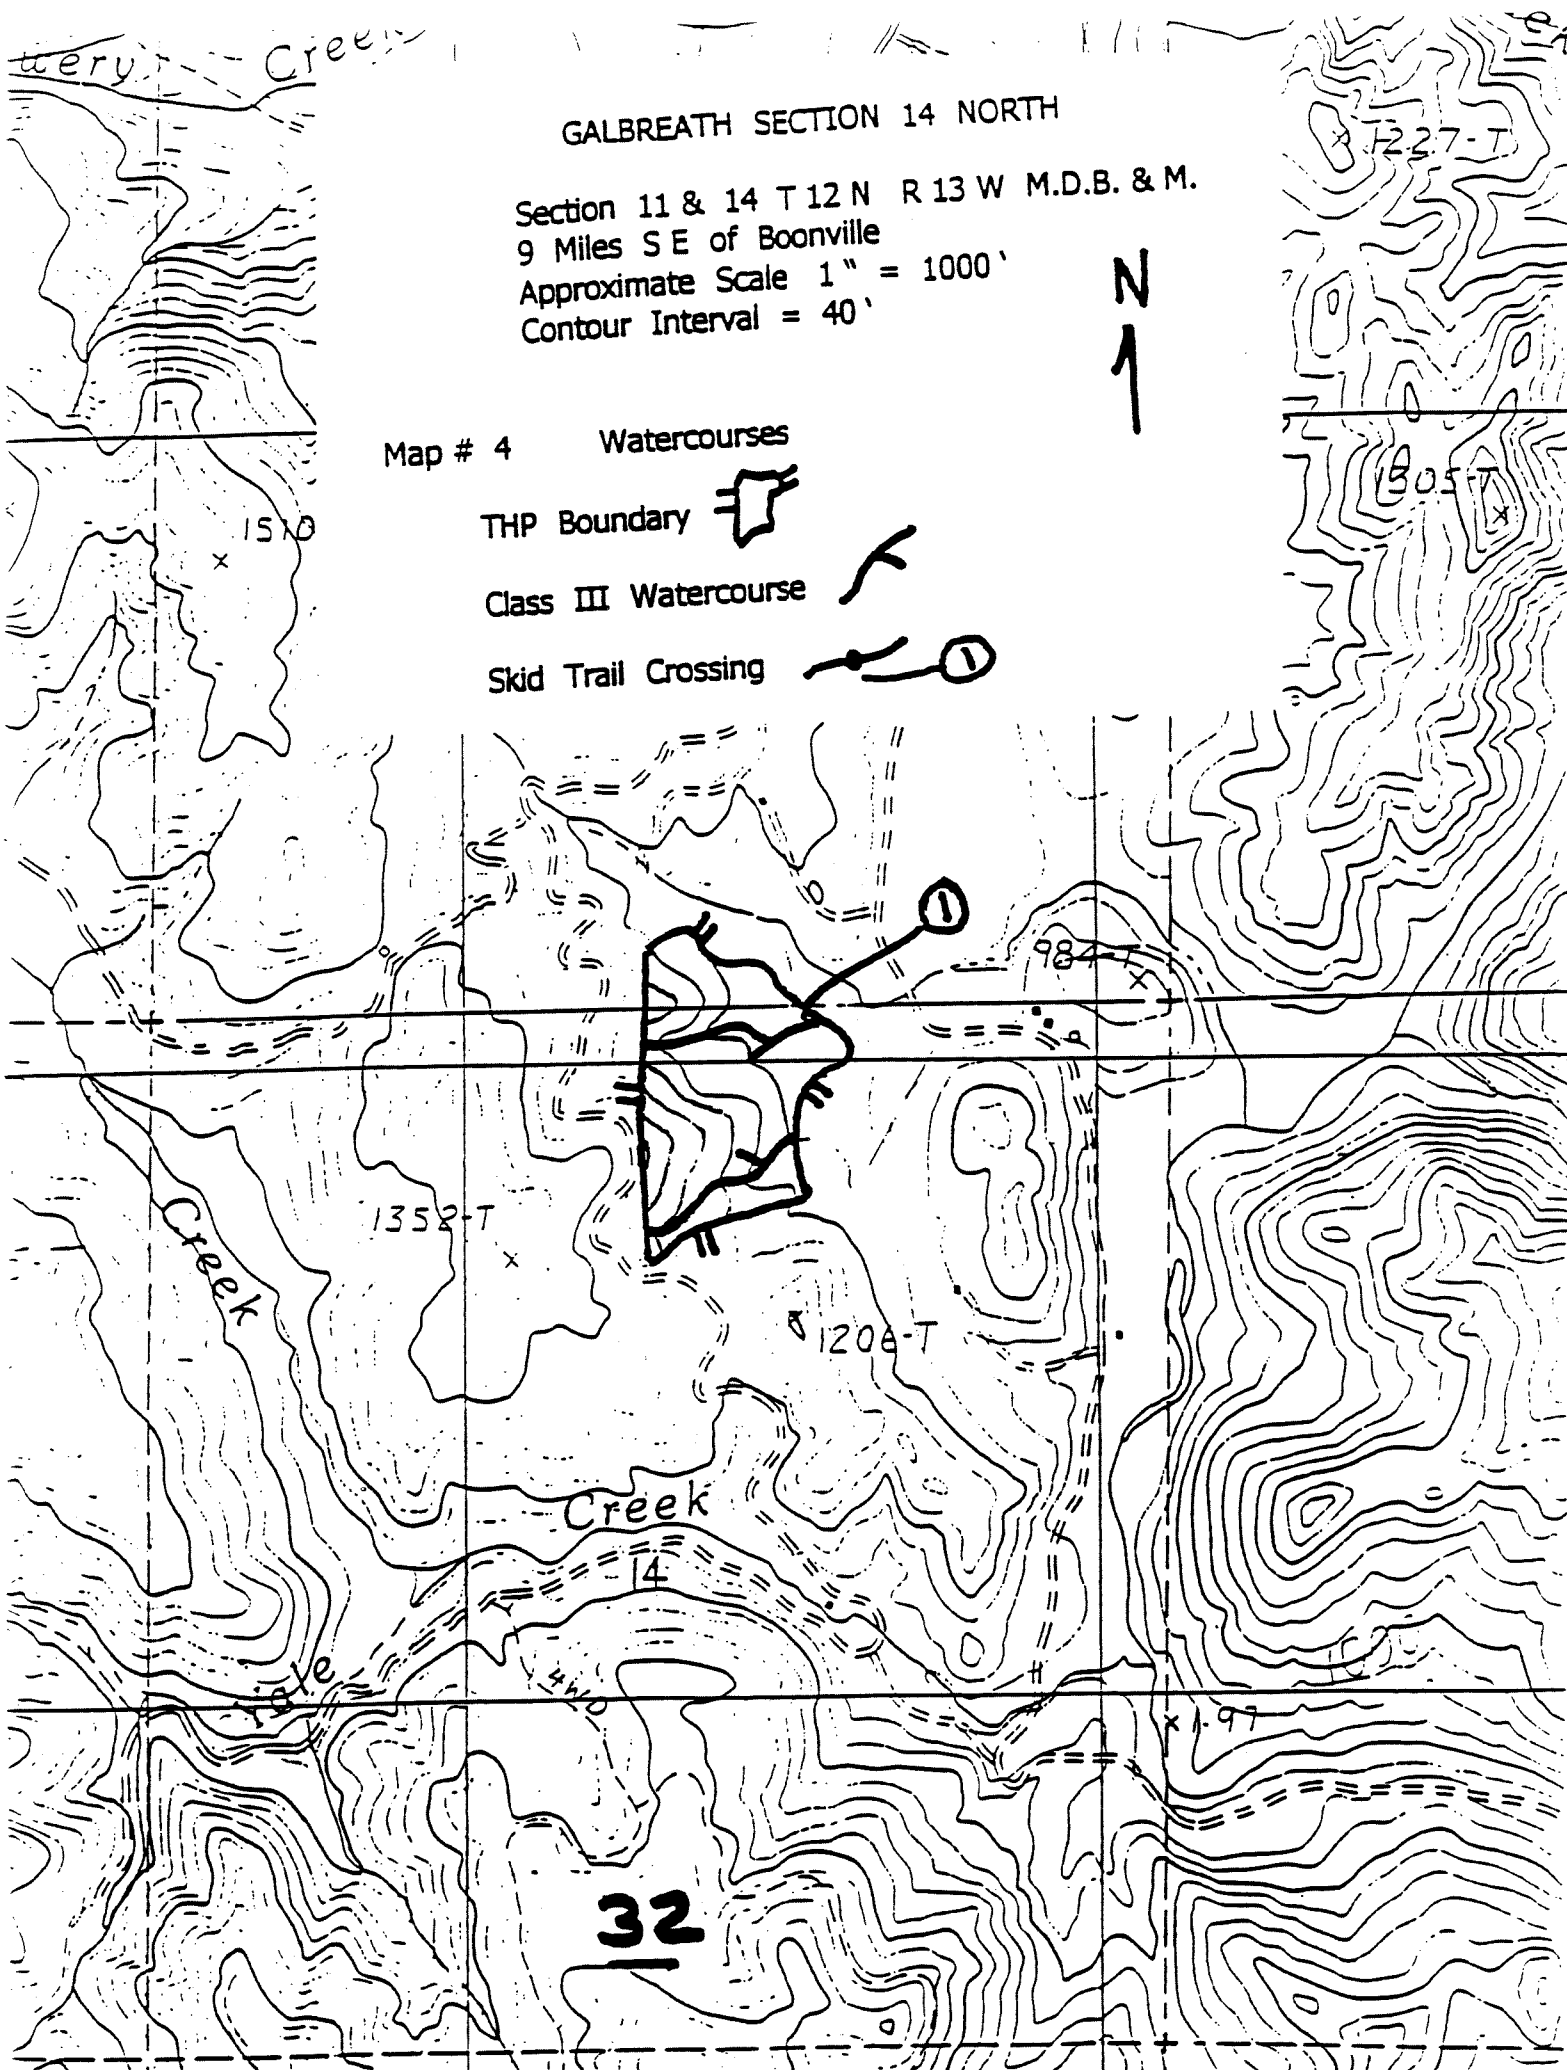 Creek
GALBREATH SECTION 14 NORTH
1227-T
Section 11 & 14 T 12 N R 13 W M.D.B. & M.
9 Miles S E of Boonville
Approximate Scale 1 " = 1000 '
Contour Interval = 40 '
N
Map # 4 Watercourses
1305-T
THP Boundary
1510
Class III Watercourse
Skid Trail Crossing 1
1
984-T
Creek
1352-T
1206-T
Creek
14
4WD
32